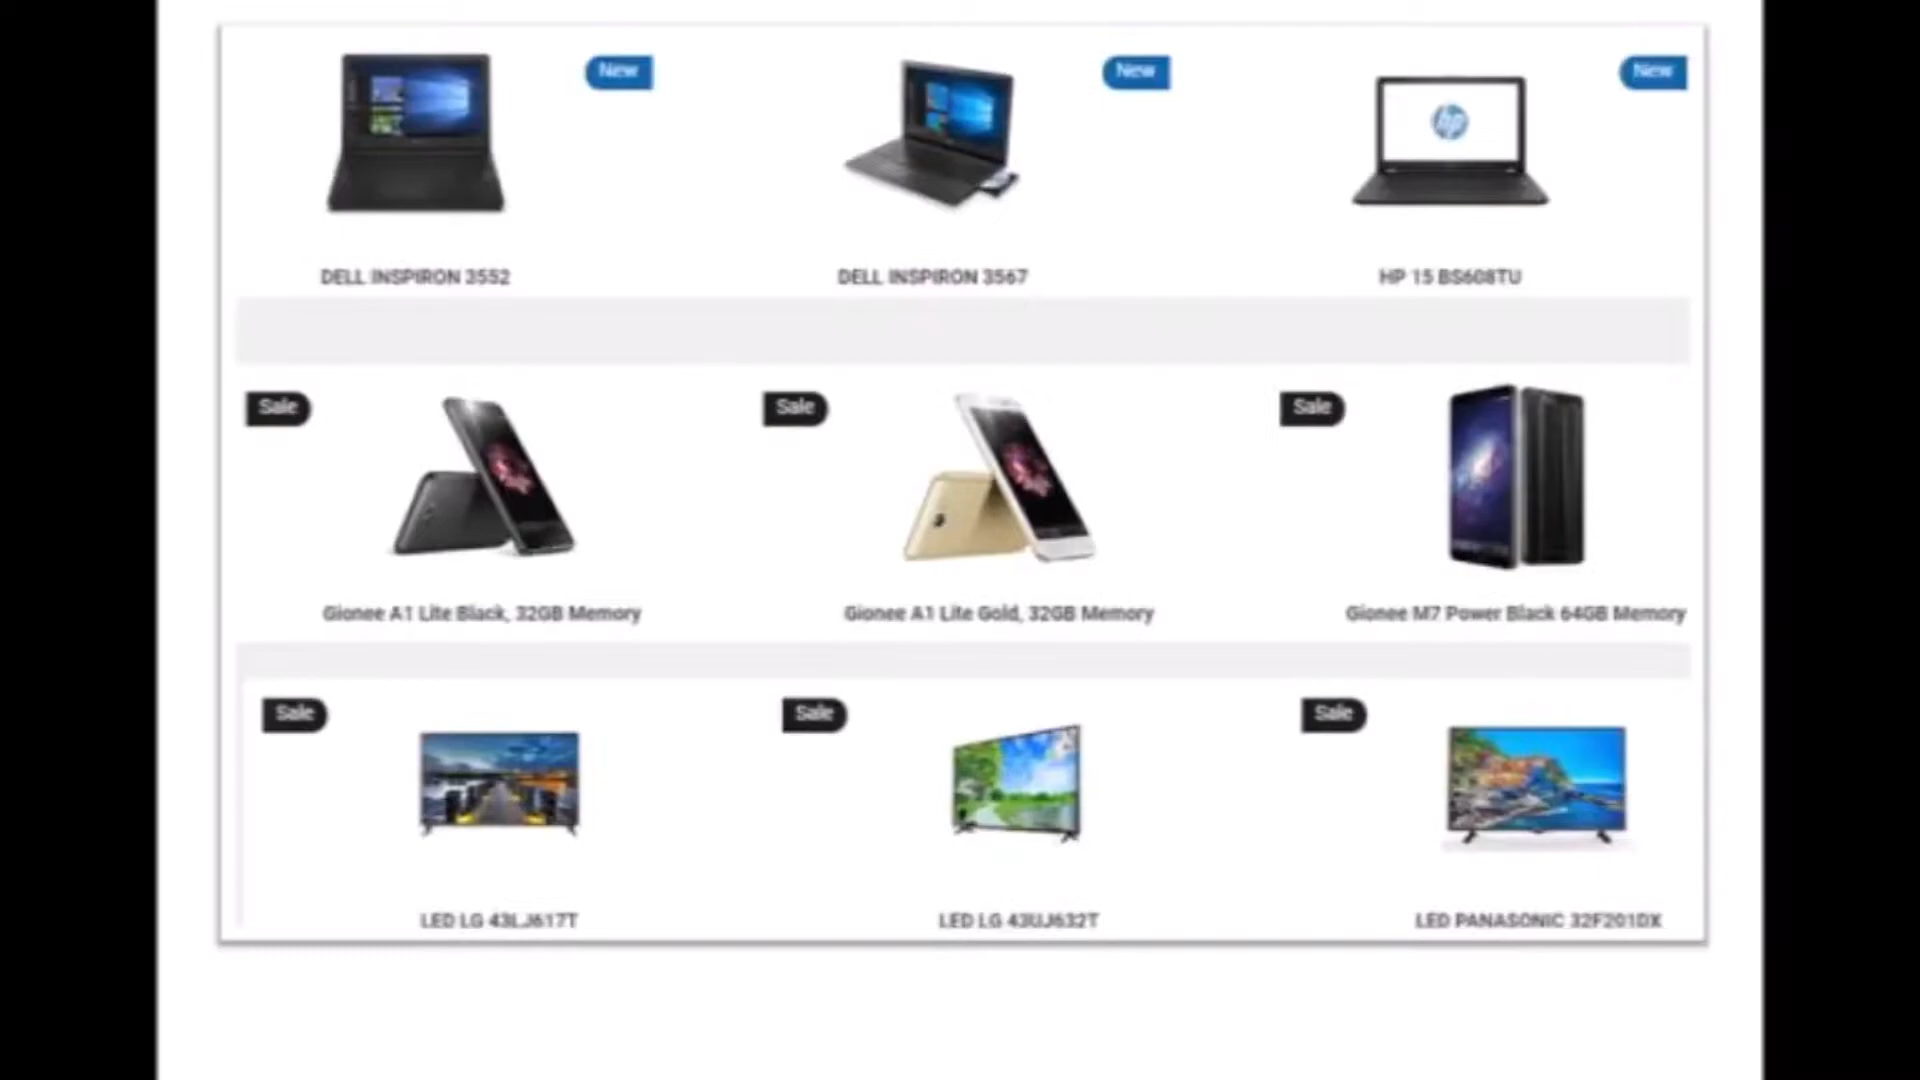 New
New
New
hp
DELL INSPIRON 3552
DELL INSPIRON 3567
HP 15 BS608TU
Sale
Sale
Sale
Gionee A1 Lite Black, 32GB Memory
Gionee A1 Lite Gold, 32GB Memory
Gionee M7 Power Black 64GB Memory
Sale
Sale
Sale
LED LG 43LJ617T
LED LG 43UJ632T
LED PANASONIC 32F201DX